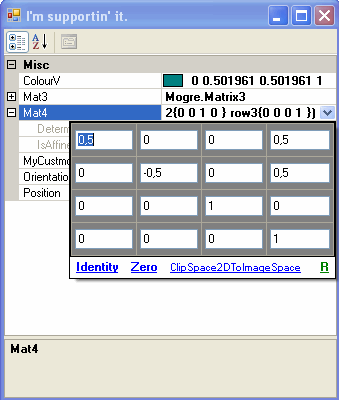 I'm supportin' it.
Misc
ColourV 0 0.501961 0.501961 1
Mat3 Mogre.Matrix3
Mat4 2{0 0 1 0 } row3{0 0 0 1 })
Determ
IsAffine
MyCustmo
Orientatio
Position
0,5 0 0 0,5
0 -0,5 0 0,5
0 0 1 0
0 0 0 1
Identity Zero ClipSpace2DToImageSpace R
Mat4